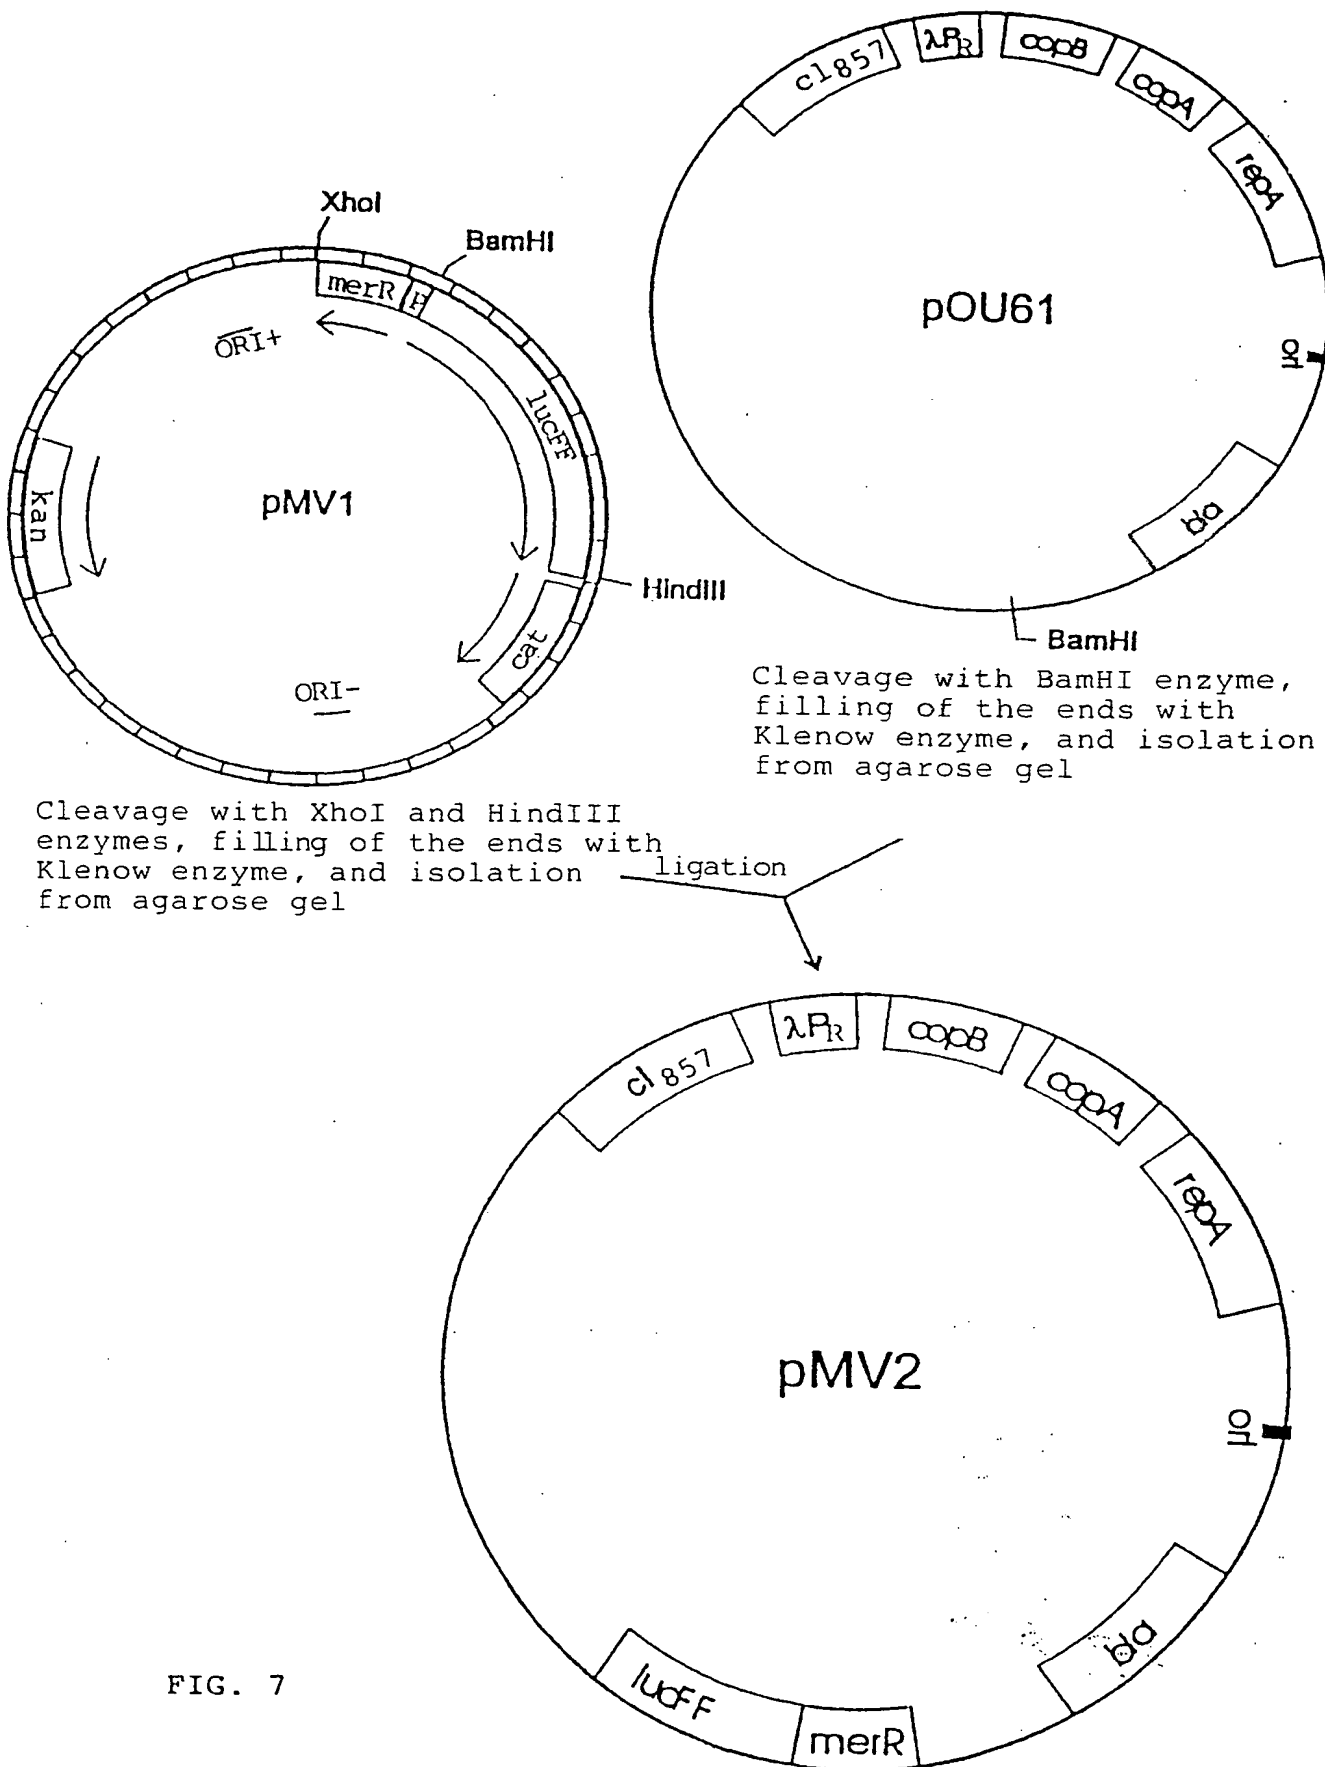 cI857
λPR
copB
copA
repA
ori
bla
pOU61
BamHI
Cleavage with BamHI enzyme,
filling of the ends with
Klenow enzyme, and isolation
from agarose gel
XhoI
BamHI
merR
P
lucFF
ORI+
kan
pMV1
HindIII
cat
ORI-
Cleavage with XhoI and HindIII
enzymes, filling of the ends with
Klenow enzyme, and isolation
from agarose gel
ligation
cI857
λPR
copB
copA
repA
pMV2
ori
bla
lucFF
merR
FIG. 7